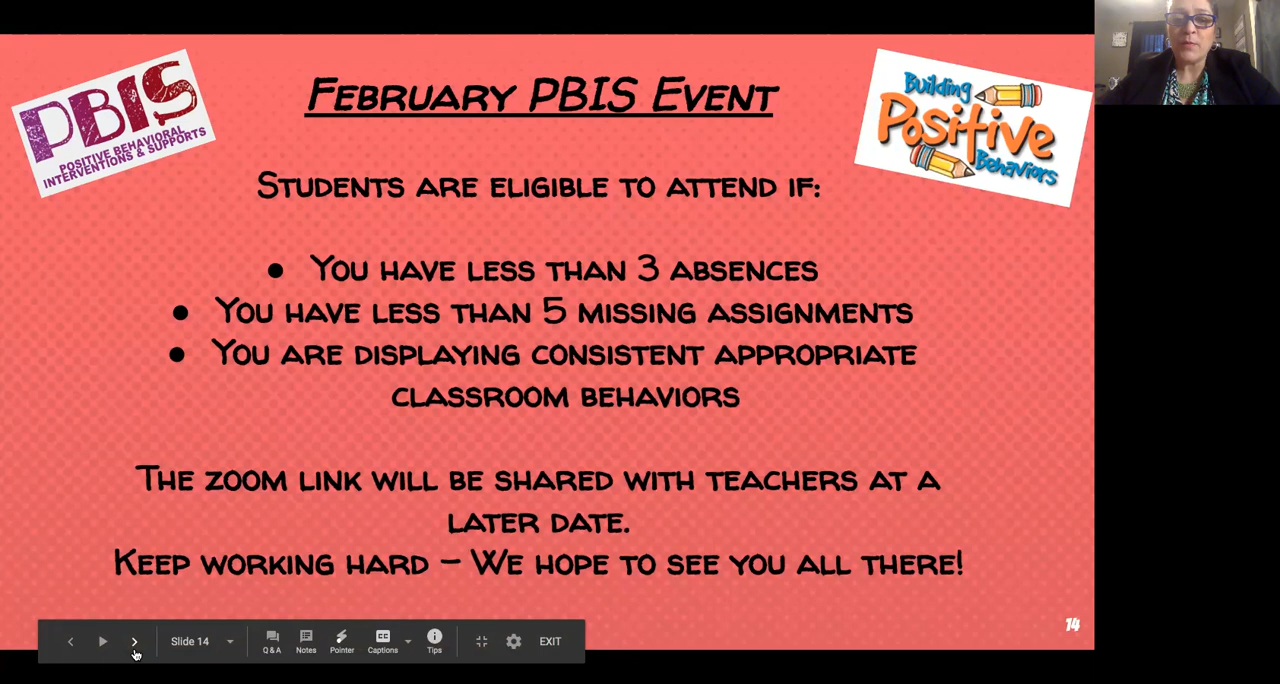 February PBIS Event
PBIS
POSITIVE BEHAVIORAL
INTERVENTIONS & SUPPORTS
Building
Positive
Behaviors
Students are eligible to attend if:
● You have less than 3 absences
● You have less than 5 missing assignments
● You are displaying consistent appropriate
classroom behaviors
The zoom link will be shared with teachers at a
later date.
Keep working hard – We hope to see you all there!
14
Slide 14
Q & A
Notes
Pointer
CC
Captions
Tips
EXIT